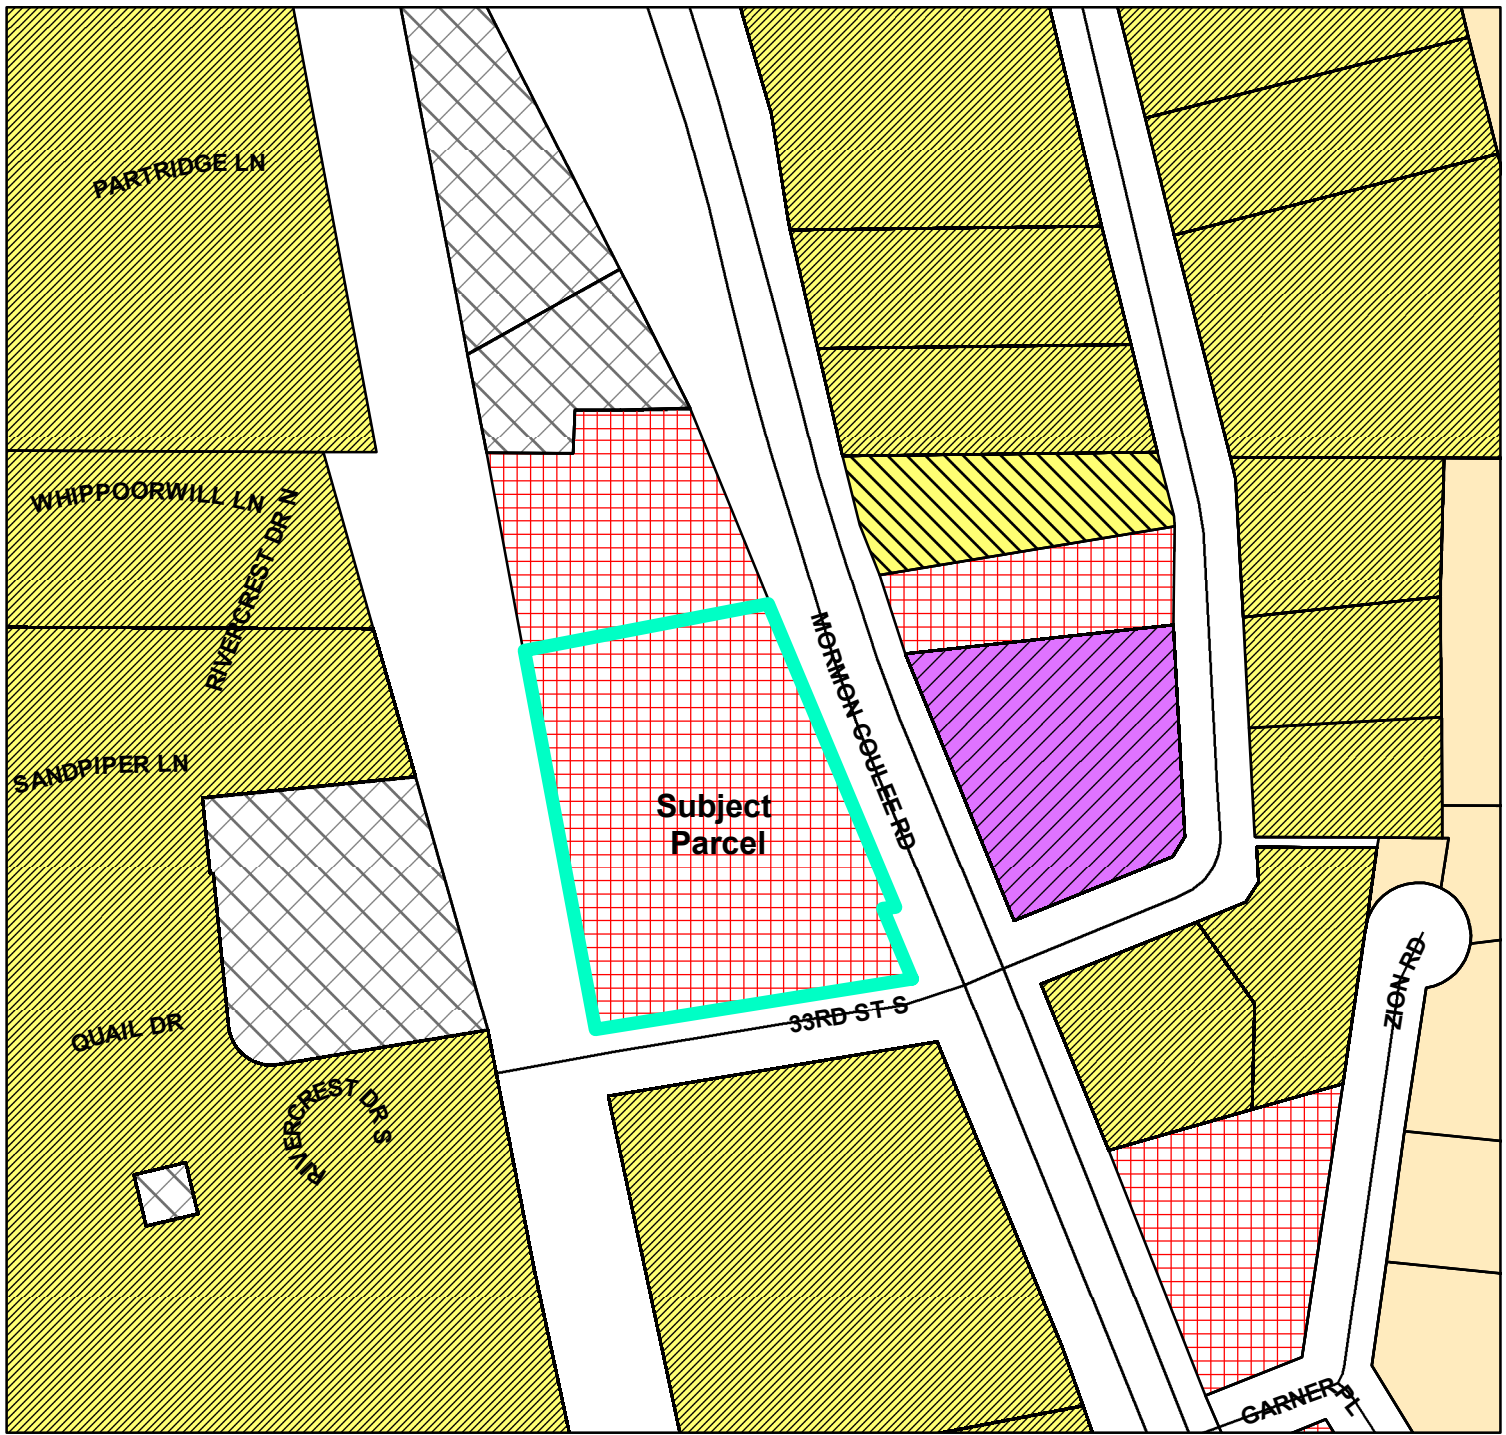 PARTRIDGE LN
WHIPPOORWILL LN
RIVERCREST DR N
MORMON COULEE RD
SANDPIPER LN
Subject
Parcel
ZION RD
33RD ST S
QUAIL DR
RIVERCREST DR S
GARNER PL